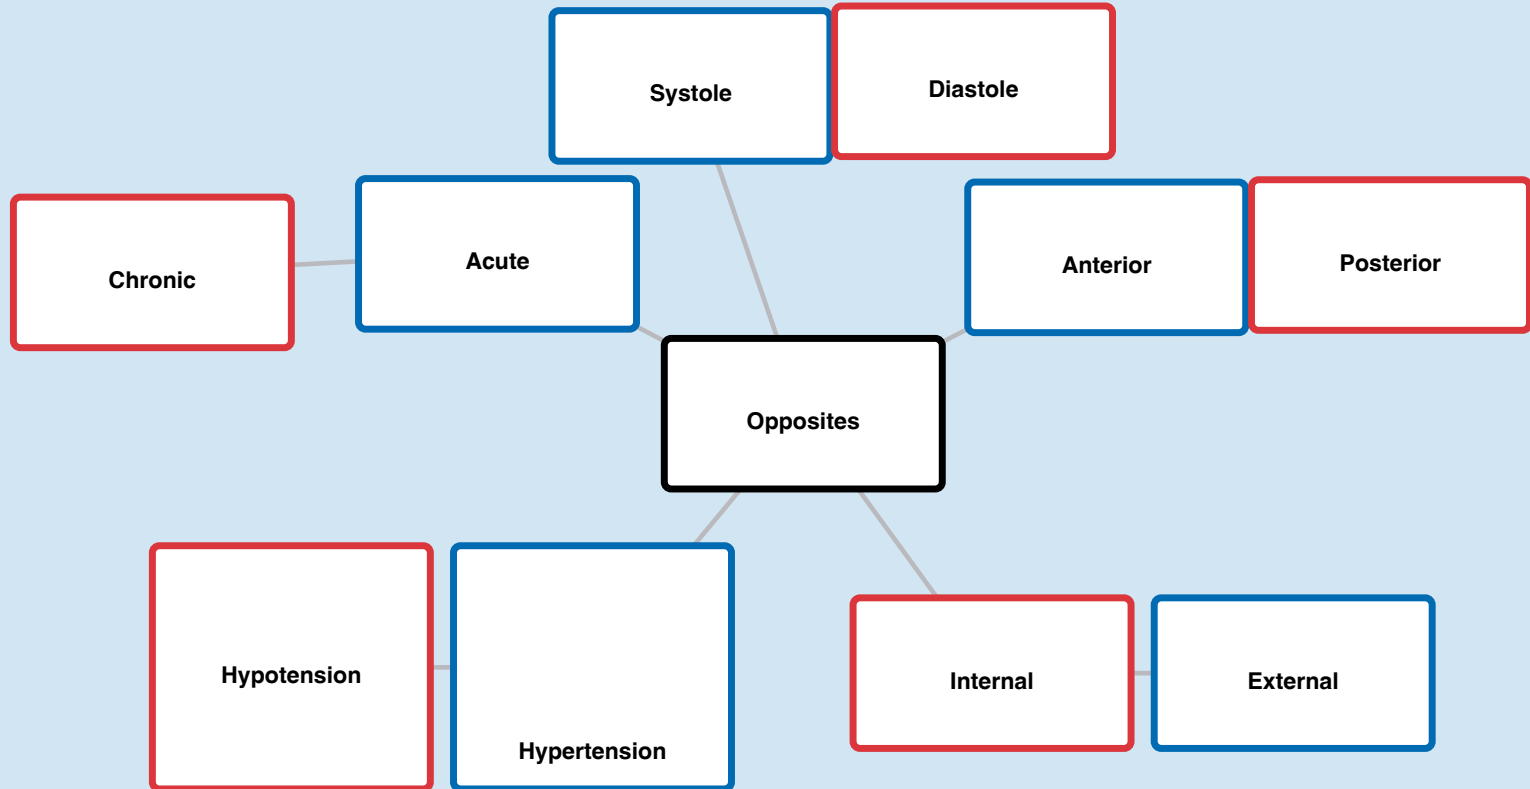 Systole
Diastole
Chronic
Acute
Anterior
Posterior
Opposites
Hypotension
Hypertension
Internal
External